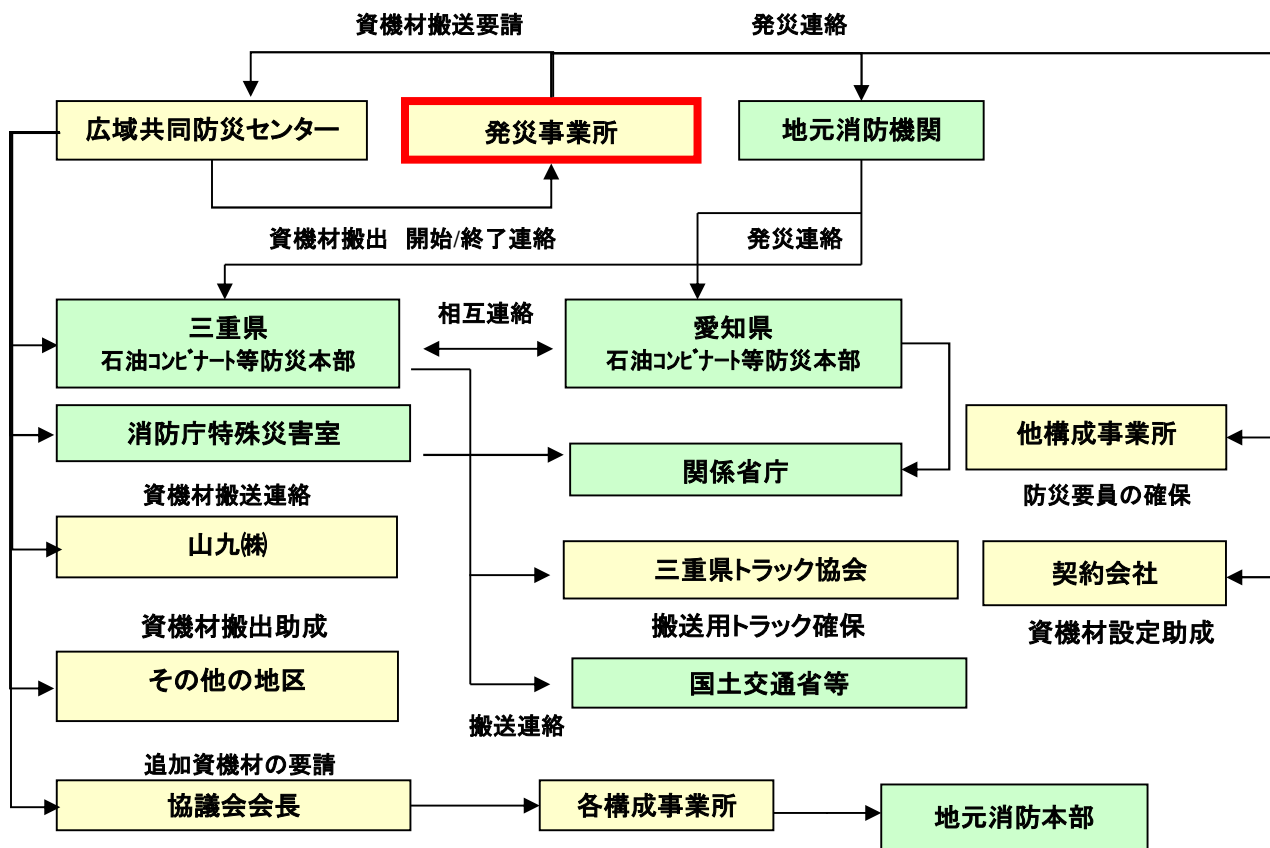 資機材搬送要請
発災連絡
広域共同防災センター
発災事業所
地元消防機関
資機材搬出　開始/終了連絡
発災連絡
三重県
石油ｺﾝﾋﾞﾅｰﾄ等防災本部
相互連絡
愛知県
石油ｺﾝﾋﾞﾅｰﾄ等防災本部
消防庁特殊災害室
関係省庁
他構成事業所
資機材搬送連絡
防災要員の確保
山九㈱
三重県トラック協会
契約会社
資機材搬出助成
搬送用トラック確保
資機材設定助成
その他の地区
国土交通省等
搬送連絡
追加資機材の要請
協議会会長
各構成事業所
地元消防本部